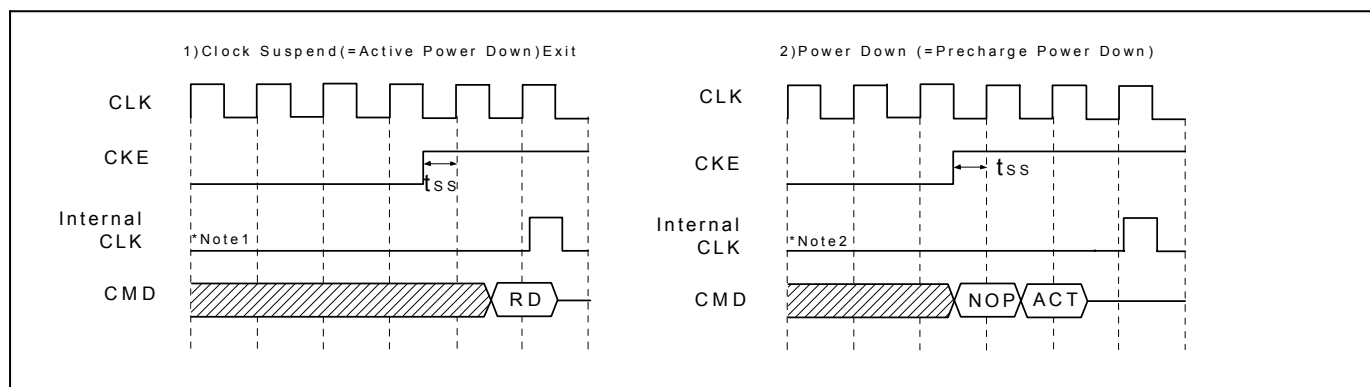 1)Clock Suspend(=Active Power Down)Exit
CLK
CKE
tss
Internal
CLK
*Note1
CMD
RD
2)Power Down (=Precharge Power Down)
CLK
CKE
tss
Internal
CLK
*Note2
CMD
NOP
ACT